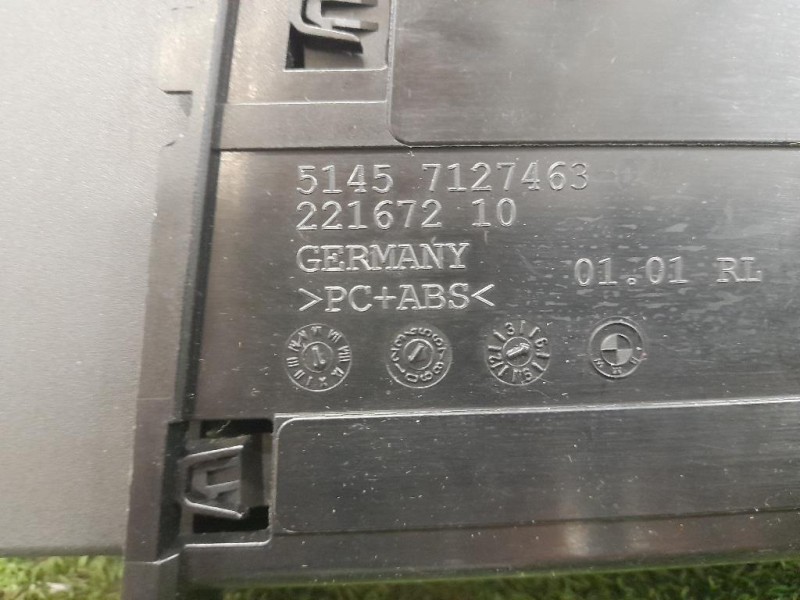 5145 7127463
221672 10
GERMANY
01.01 RL
>PC+ABS<